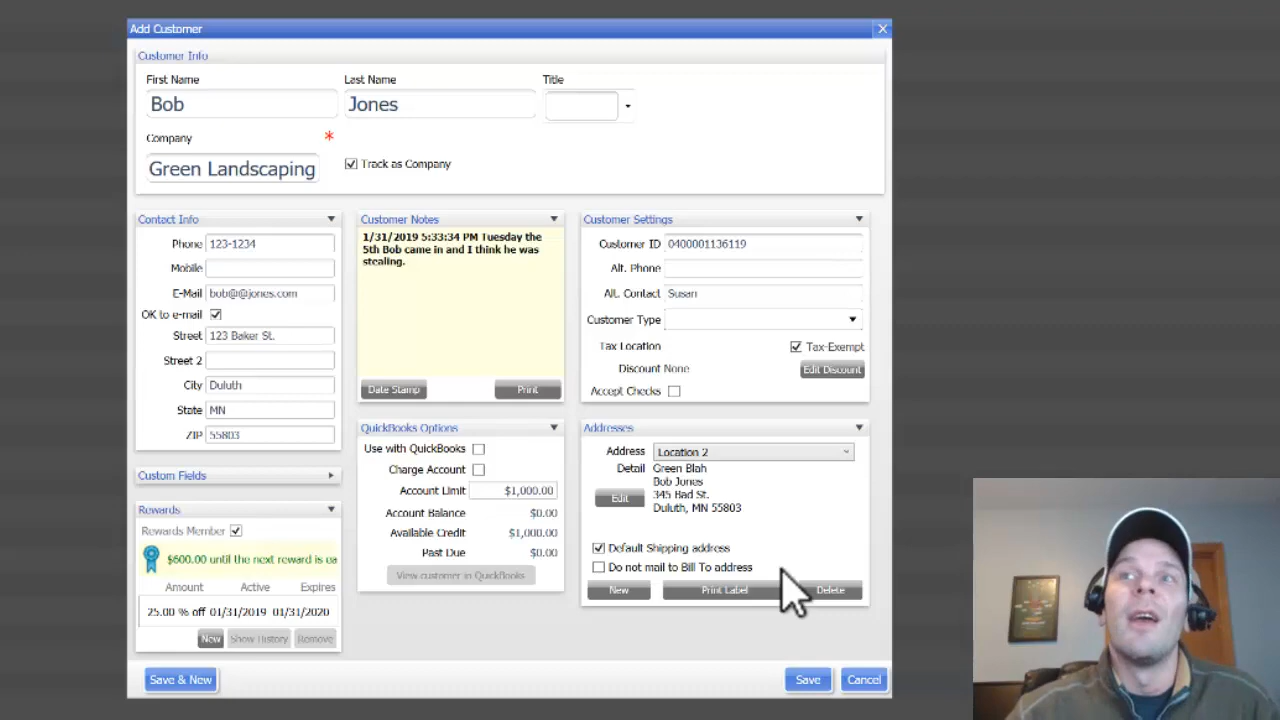 Add Customer
Customer Info
First Name Last Name Title
Bob Jones
Company *
Green Landscaping Track as Company
Contact Info
Phone 123-1234
Mobile
E-Mail bob@@jones.com
OK to e-mail
Street 123 Baker St.
Street 2
City Duluth
State MN
ZIP 55803
Custom Fields
Rewards
Rewards Member
$600.00 until the next reward is ea
Amount Active Expires
25.00 % off 01/31/2019 01/31/2020
New Show History Remove
Customer Notes
1/31/2019 5:33:34 PM Tuesday the
5th Bob came in and I think he was
stealing.
Date Stamp Print
QuickBooks Options
Use with QuickBooks
Charge Account
Account Limit $1,000.00
Account Balance $0.00
Available Credit $1,000.00
Past Due $0.00
View customer in QuickBooks
Customer Settings
Customer ID 0400001136119
Alt. Phone
Alt. Contact Susan
Customer Type
Tax Location Tax-Exempt
Discount None Edit Discount
Accept Checks
Addresses
Address Location 2
Detail Green Blah
Bob Jones
Edit 345 Bad St.
Duluth, MN 55803
Default Shipping address
Do not mail to Bill To address
New Print Label Delete
Save & New Save Cancel